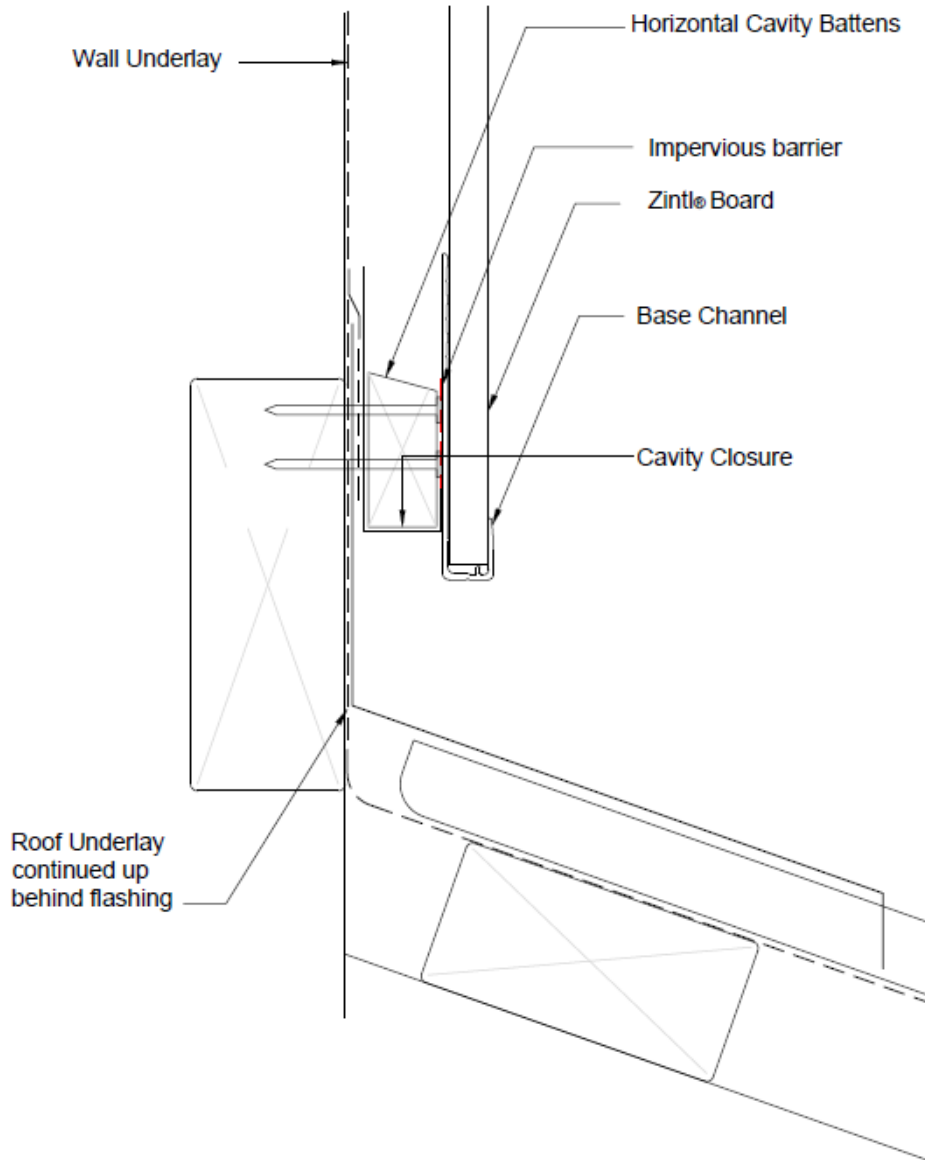 Horizontal Cavity Battens
Wall Underlay
Impervious barrier
Zintl® Board
Base Channel
Cavity Closure
Roof Underlay
continued up
behind flashing